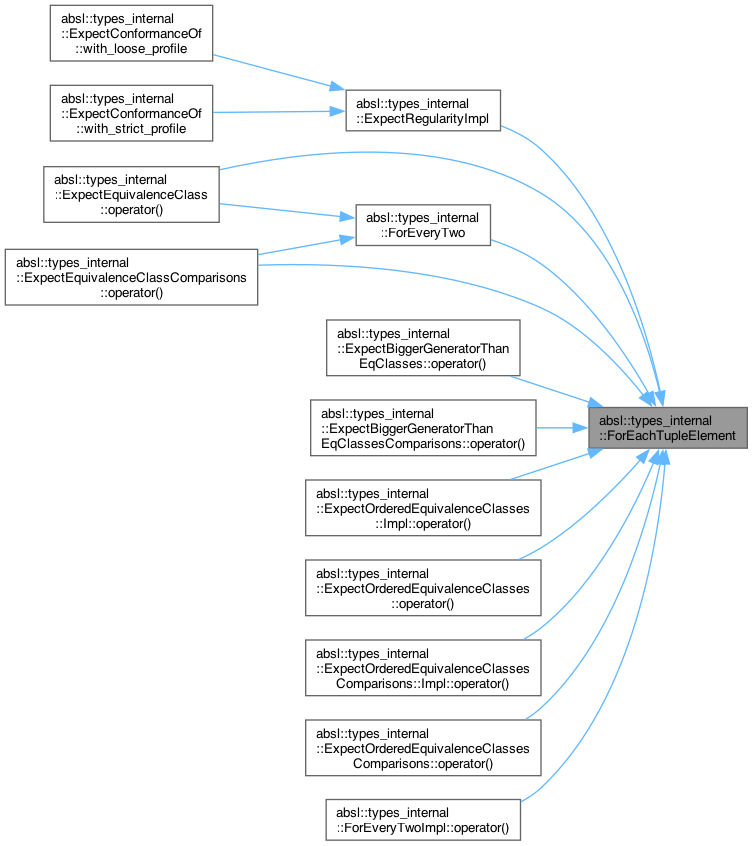 absl::types_internal
::ExpectConformanceOf
::with_loose_profile
absl::types_internal
::ExpectConformanceOf
::with_strict_profile
absl::types_internal
::ExpectRegularityImpl
absl::types_internal
::ExpectEquivalenceClass
::operator()
absl::types_internal
::ForEveryTwo
absl::types_internal
::ExpectEquivalenceClassComparisons
::operator()
absl::types_internal
::ExpectBiggerGeneratorThan
EqClasses::operator()
absl::types_internal
::ExpectBiggerGeneratorThan
EqClassesComparisons::operator()
absl::types_internal
::ForEachTupleElement
absl::types_internal
::ExpectOrderedEquivalenceClasses
::Impl::operator()
absl::types_internal
::ExpectOrderedEquivalenceClasses
::operator()
absl::types_internal
::ExpectOrderedEquivalenceClasses
Comparisons::Impl::operator()
absl::types_internal
::ExpectOrderedEquivalenceClasses
Comparisons::operator()
absl::types_internal
::ForEveryTwoImpl::operator()